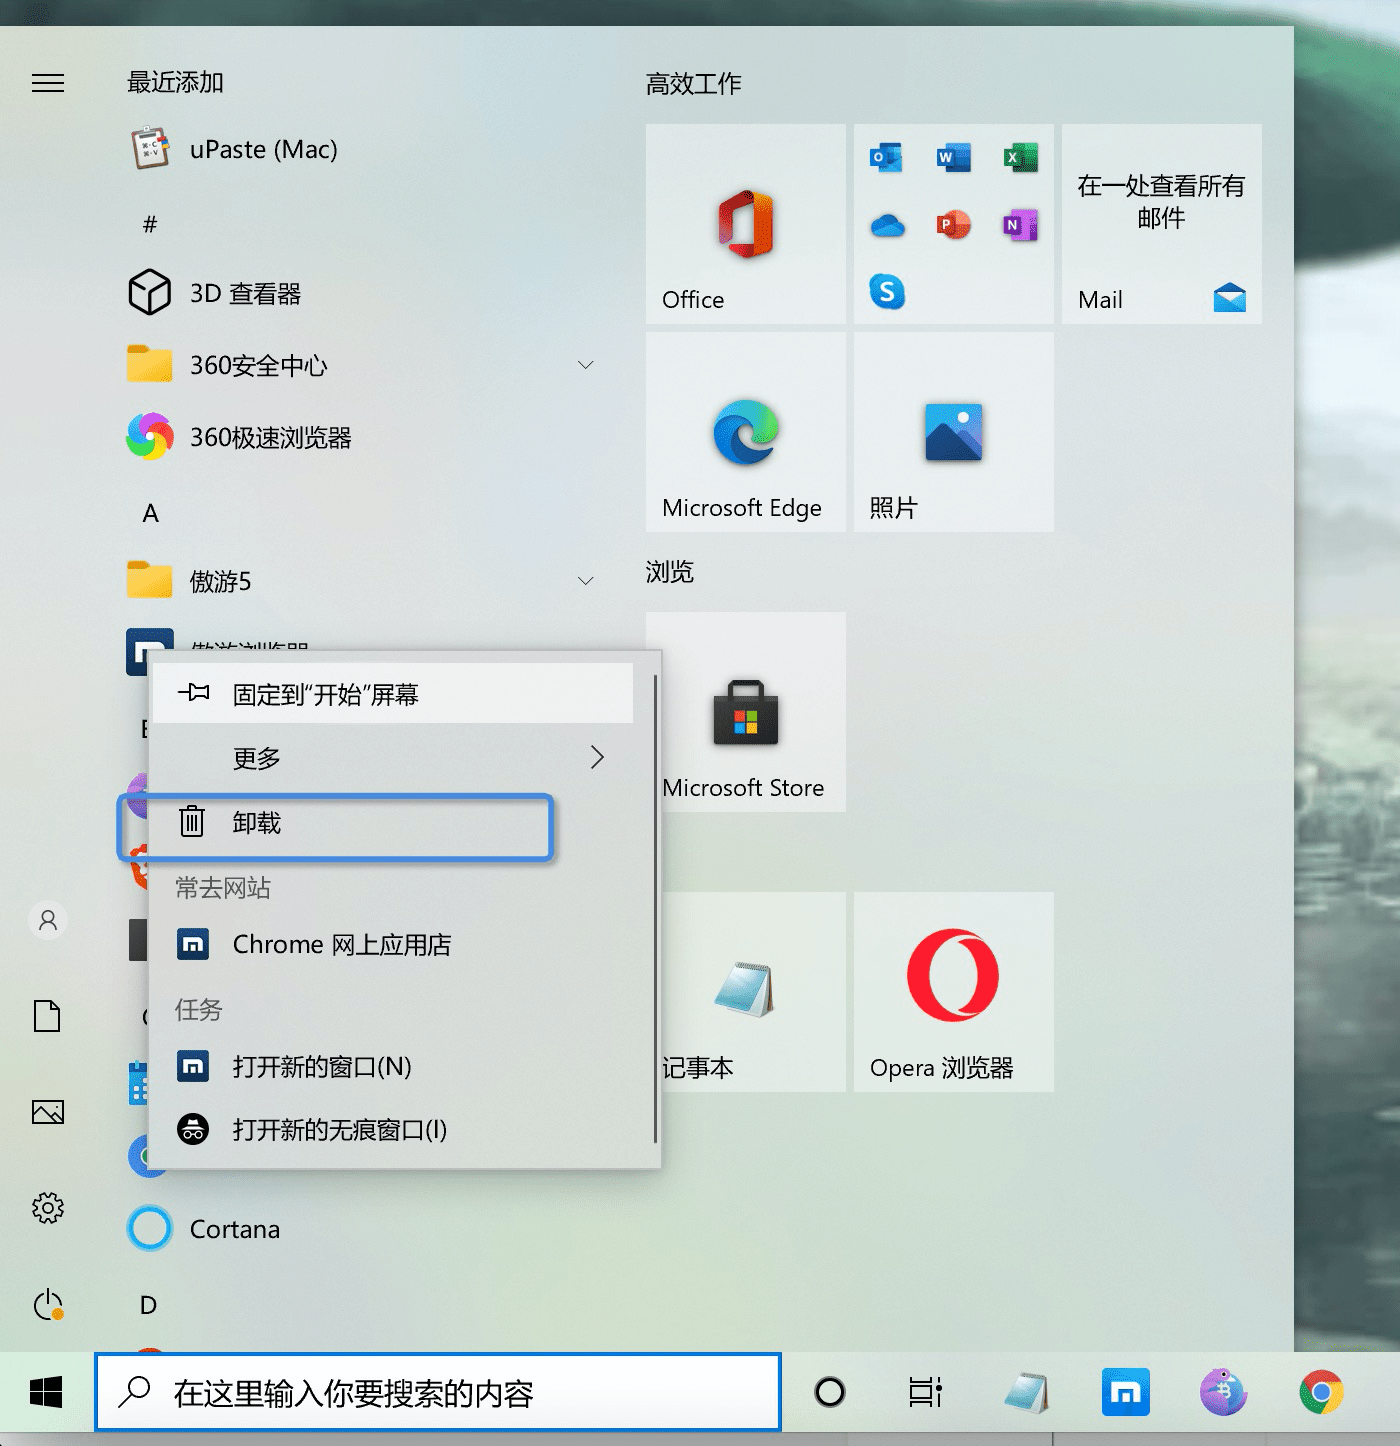 最近添加
uPaste (Mac)
#
3D 查看器
360安全中心
360极速浏览器
A
傲游5
傲游浏览器
固定到“开始”屏幕
更多
卸载
常去网站
Chrome 网上应用店
任务
打开新的窗口(N)
打开新的无痕窗口(I)
Cortana
D
高效工作
Office
在一处查看所有
邮件
Mail
Microsoft Edge
照片
浏览
Microsoft Store
记事本
Opera 浏览器
在这里输入你要搜索的内容